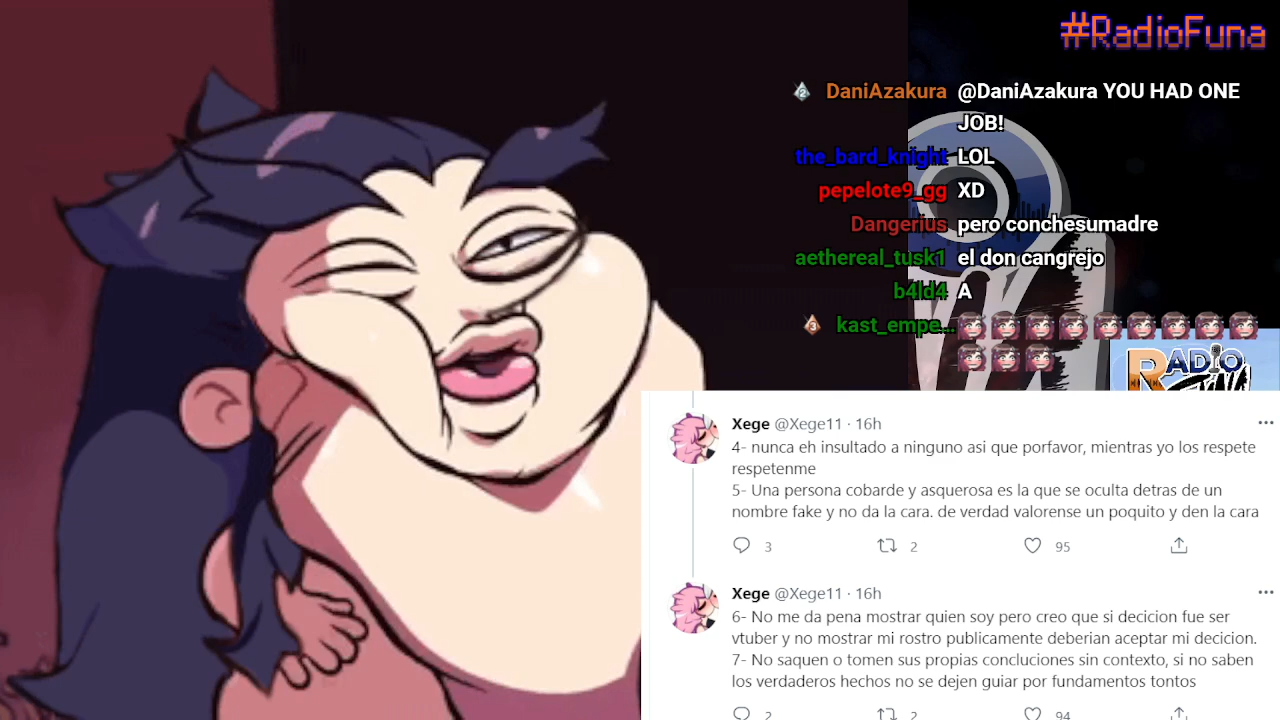 #RadioFuna
DaniAzakura @DaniAzakura YOU HAD ONE
JOB!
the_bard_knight LOL
pepelote9_gg XD
Dangerius pero conchesumadre
aethereal_tusk1 el don cangrejo
b4ld4 A
kast_empe...
RADIO
Xege @Xege11 · 16h
4- nunca eh insultado a ninguno asi que porfavor, mientras yo los respete
respetenme
5- Una persona cobarde y asquerosa es la que se oculta detras de un
nombre fake y no da la cara. de verdad valorense un poquito y den la cara
3 2 95
Xege @Xege11 · 16h
6- No me da pena mostrar quien soy pero creo que si decicion fue ser
vtuber y no mostrar mi rostro publicamente deberian aceptar mi decicion.
7- No saquen o tomen sus propias concluciones sin contexto, si no saben
los verdaderos hechos no se dejen guiar por fundamentos tontos
2 2 94